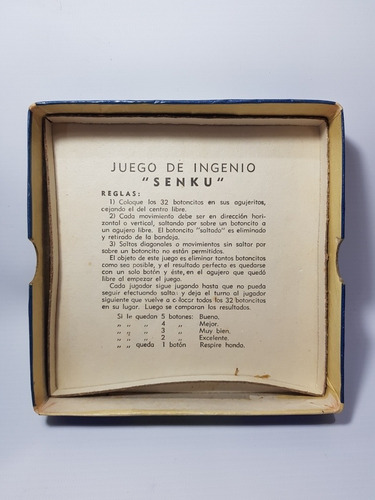 JUEGO DE INGENIO
"SENKU"
REGLAS:
1) Coloque los 32 botoncitos en sus agujeritos,
dejando el del centro libre.
2) Cada movimiento debe ser en dirección hori-
zontal o vertical, saltando por sobre un botoncito a
un agujero libre. El botoncito "saltado" es eliminado
y retirado de la bandeja.
3) Saltos diagonales o movimientos sin saltar por
sobre un botoncito no están permitidos.
El objeto de este juego es eliminar tantos botoncitos
como sea posible, y el resultado perfecto es quedarse
con un solo botón y éste, en el agujero que quedó
libre al empezar el juego.
Cada jugador sigue jugando hasta que no pueda
seguir efectuando saltos y deja el turno al jugador
siguiente que vuelve a colocar todos los 32 botoncitos
en su lugar. Luego se comparan los resultados.
Si le quedan 5 botones: Bueno.
„ „ „ 4 „ Mejor.
„ „ „ 3 „ Muy bien.
„ „ „ 2 „ Excelente.
„ „ queda 1 botón Respire hondo.